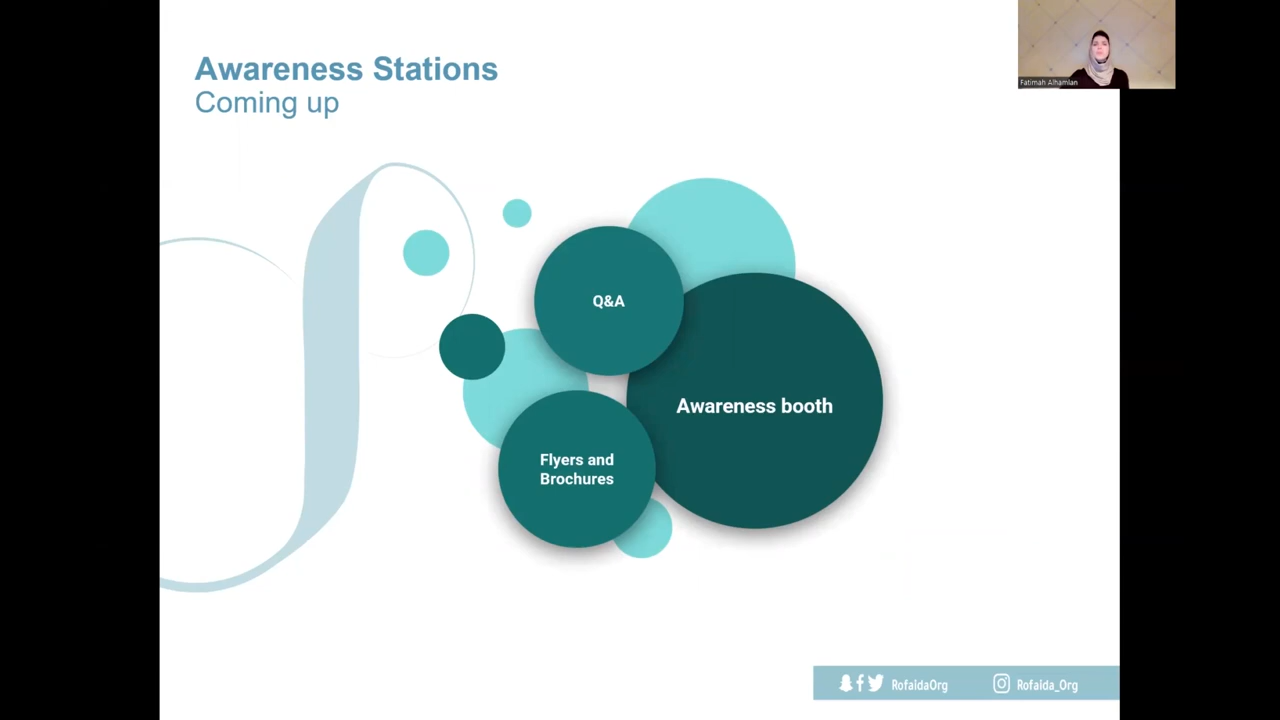 Awareness Stations
Coming up
Fatimah Alhamlan
Q&A
Awareness booth
Flyers and
Brochures
RofaidaOrg
Rofaida_Org